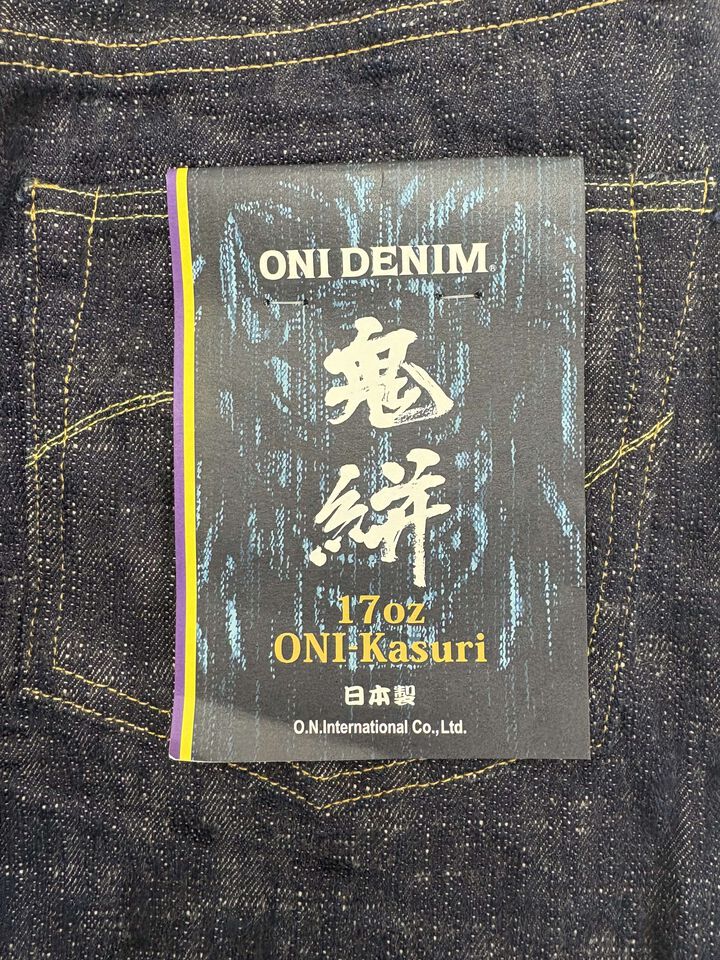 ONI DENIM®
鬼
絣
17oz
ONI-Kasuri
日本製
O.N.International Co.,Ltd.